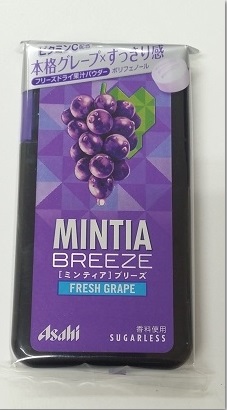 ビタミンC配合
本格グレープ×すっきり感
フリーズドライ果汁パウダー ポリフェノール
MINTIA
BREEZE
[ミンティア]ブリーズ
FRESH GRAPE
Asahi
香料使用
SUGARLESS